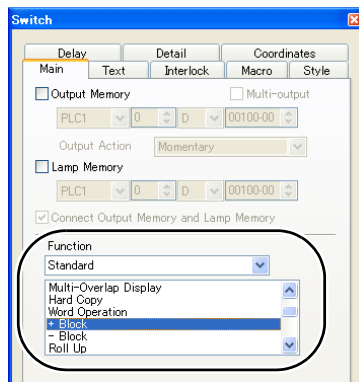 Switch
Delay Detail Coordinates
Main Text Interlock Macro Style
Output Memory Multi-output
PLC1 0 D 00100-00
Output Action Momentary
Lamp Memory
PLC1 0 D 00100-00
Connect Output Memory and Lamp Memory
Function
Standard
Multi-Overlap Display
Hard Copy
Word Operation
+ Block
- Block
Roll Up